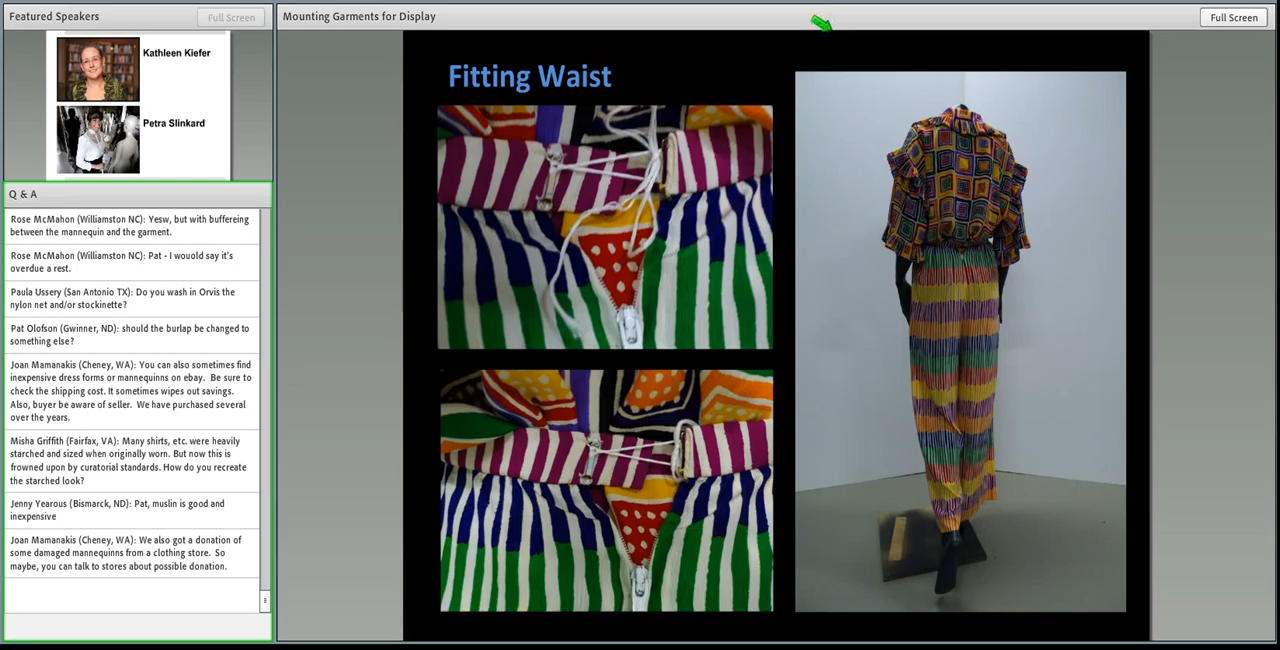 Featured Speakers
Full Screen
Kathleen Kiefer
Petra Slinkard
Q & A
Rose McMahon (Williamston NC): Yesw, but with buffereing
between the mannequin and the garment.
Rose McMahon (Williamston NC): Pat - I wouold say it's
overdue a rest.
Paula Ussery (San Antonio TX): Do you wash in Orvis the
nylon net and/or stockinette?
Pat Olofson (Gwinner, ND): should the burlap be changed to
something else?
Joan Mamanakis (Cheney, WA): You can also sometimes find
inexpensive dress forms or mannequinns on ebay. Be sure to
check the shipping cost. It sometimes wipes out savings.
Also, buyer be aware of seller. We have purchased several
over the years.
Misha Griffith (Fairfax, VA): Many shirts, etc. were heavily
starched and sized when originally worn. But now this is
frowned upon by curatorial standards. How do you recreate
the starched look?
Jenny Yearous (Bismarck, ND): Pat, muslin is good and
inexpensive
Joan Mamanakis (Cheney, WA): We also got a donation of
some damaged mannequinns from a clothing store. So
maybe, you can talk to stores about possible donation.
Mounting Garments for Display
Full Screen
Fitting Waist